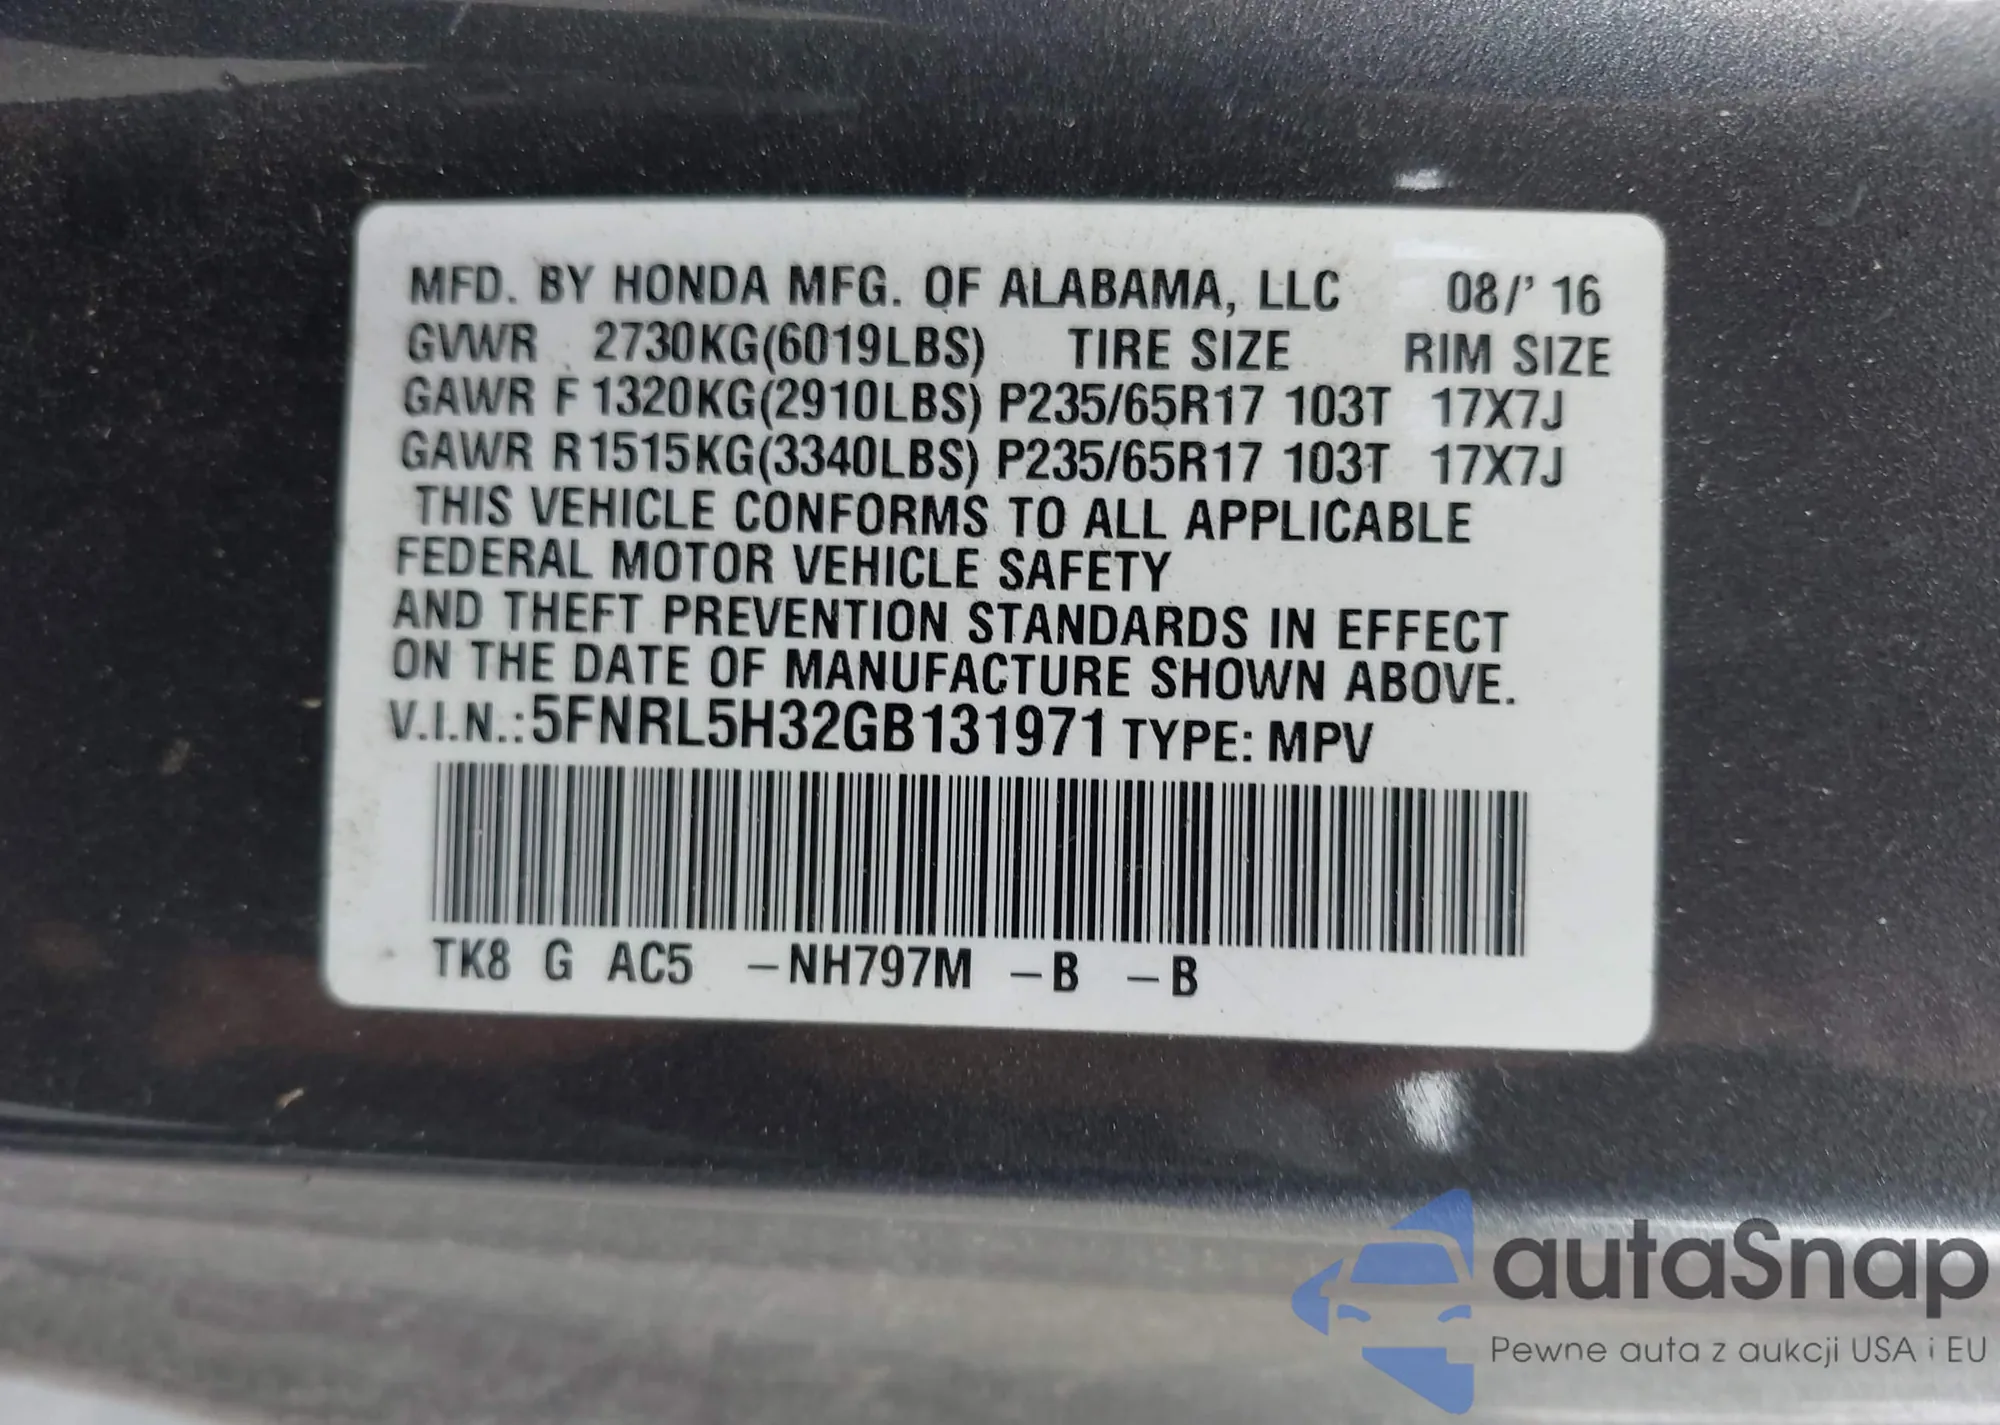 MFD. BY HONDA MFG. OF ALABAMA, LLC 08/' 16
GVWR 2730KG(6019LBS) TIRE SIZE RIM SIZE
GAWR F 1320KG(2910LBS) P235/65R17 103T 17X7J
GAWR R 1515KG(3340LBS) P235/65R17 103T 17X7J
THIS VEHICLE CONFORMS TO ALL APPLICABLE
FEDERAL MOTOR VEHICLE SAFETY
AND THEFT PREVENTION STANDARDS IN EFFECT
ON THE DATE OF MANUFACTURE SHOWN ABOVE.
V.I.N.: 5FNRL5H32GB131971 TYPE: MPV
TK8 G AC5 –NH797M –B –B
autaSnap
Pewne auta z aukcji USA i EU